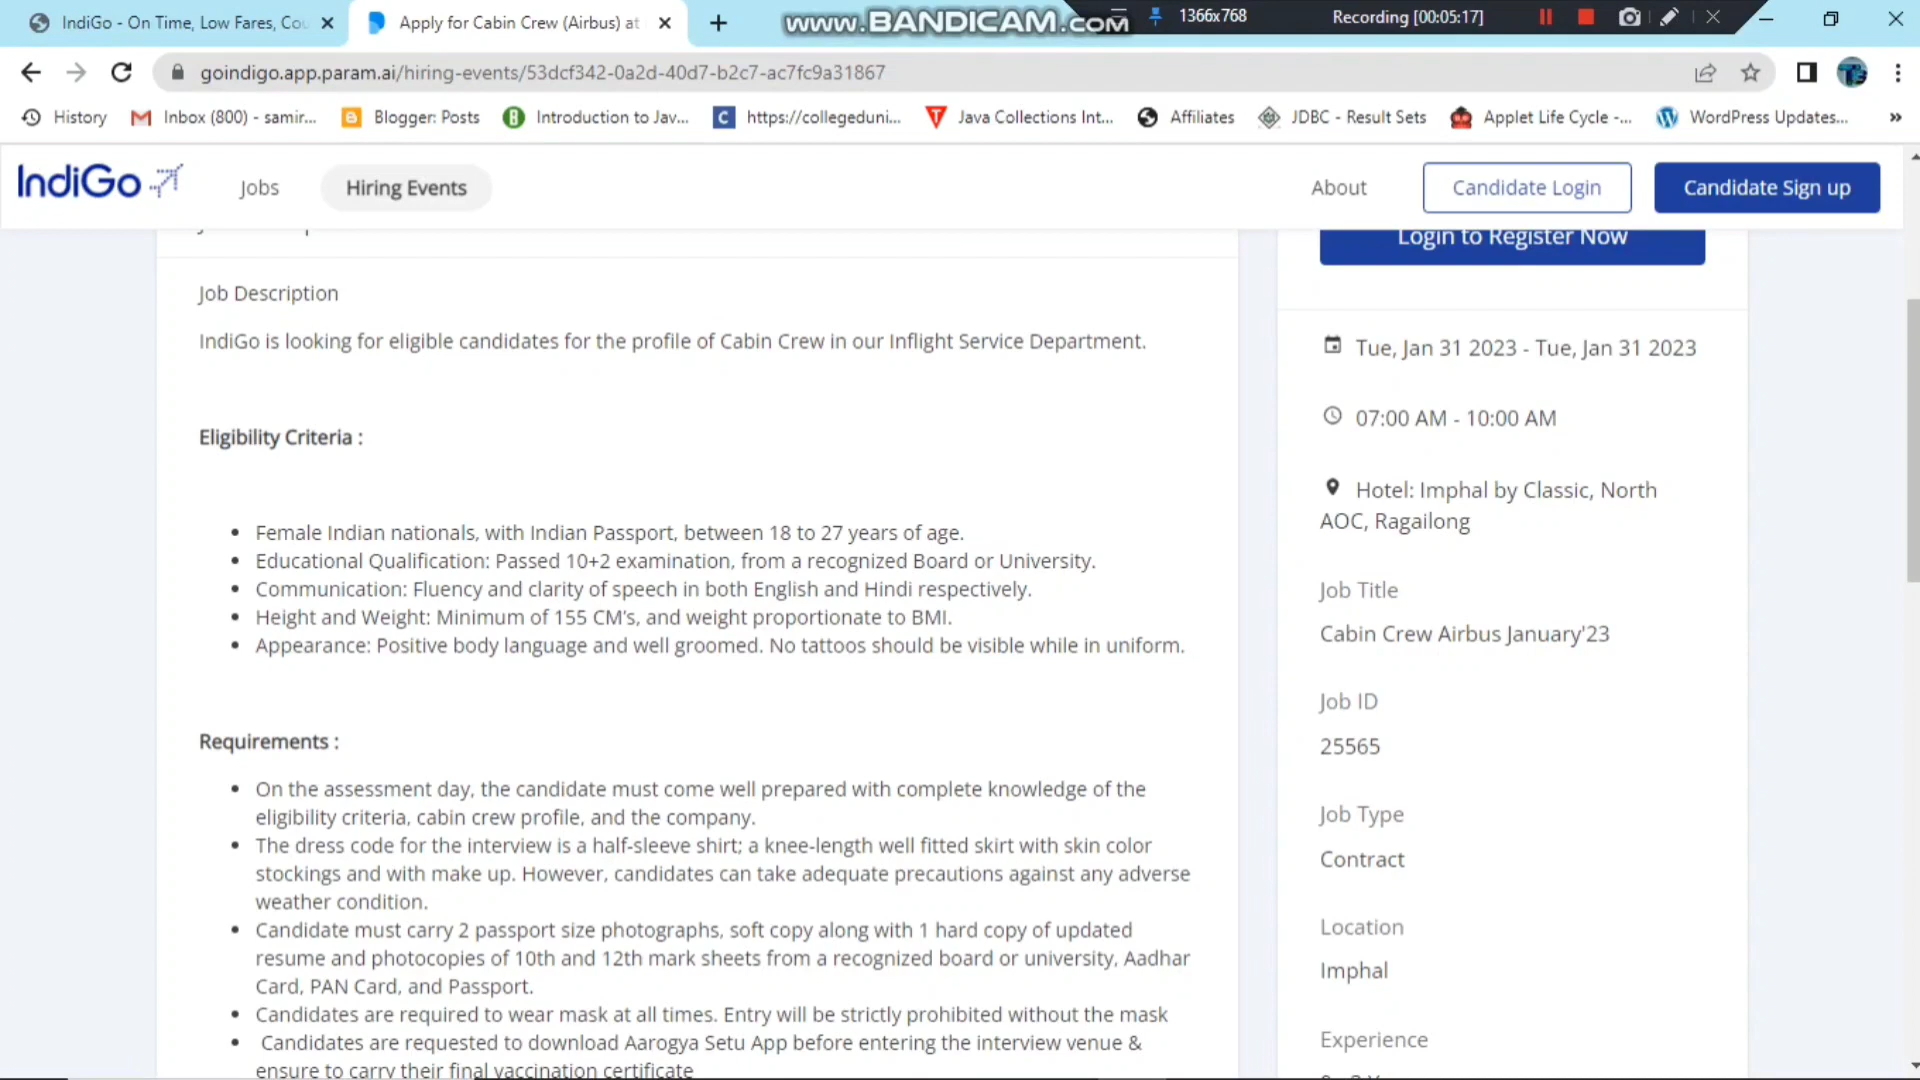 IndiGo - On Time, Low Fares, Cou
Apply for Cabin Crew (Airbus) at
www.BANDICAM.com
1366x768
Recording [00:05:17]
goindigo.app.param.ai/hiring-events/53dcf342-0a2d-40d7-b2c7-ac7fc9a31867
History
Inbox (800) - samir...
Blogger: Posts
Introduction to Jav...
https://collegeduni...
Java Collections Int...
Affiliates
JDBC - Result Sets
Applet Life Cycle -...
WordPress Updates...
IndiGo
Jobs
Hiring Events
About
Candidate Login
Candidate Sign up
Job Description
IndiGo is looking for eligible candidates for the profile of Cabin Crew in our Inflight Service Department.
Eligibility Criteria :
• Female Indian nationals, with Indian Passport, between 18 to 27 years of age.
• Educational Qualification: Passed 10+2 examination, from a recognized Board or University.
• Communication: Fluency and clarity of speech in both English and Hindi respectively.
• Height and Weight: Minimum of 155 CM's, and weight proportionate to BMI.
• Appearance: Positive body language and well groomed. No tattoos should be visible while in uniform.
Requirements :
• On the assessment day, the candidate must come well prepared with complete knowledge of the
eligibility criteria, cabin crew profile, and the company.
• The dress code for the interview is a half-sleeve shirt; a knee-length well fitted skirt with skin color
stockings and with make up. However, candidates can take adequate precautions against any adverse
weather condition.
• Candidate must carry 2 passport size photographs, soft copy along with 1 hard copy of updated
resume and photocopies of 10th and 12th mark sheets from a recognized board or university, Aadhar
Card, PAN Card, and Passport.
• Candidates are required to wear mask at all times. Entry will be strictly prohibited without the mask
• Candidates are requested to download Aarogya Setu App before entering the interview venue &
ensure to carry their final vaccination certificate
Login to Register Now
Tue, Jan 31 2023 - Tue, Jan 31 2023
07:00 AM - 10:00 AM
Hotel: Imphal by Classic, North
AOC, Ragailong
Job Title
Cabin Crew Airbus January'23
Job ID
25565
Job Type
Contract
Location
Imphal
Experience